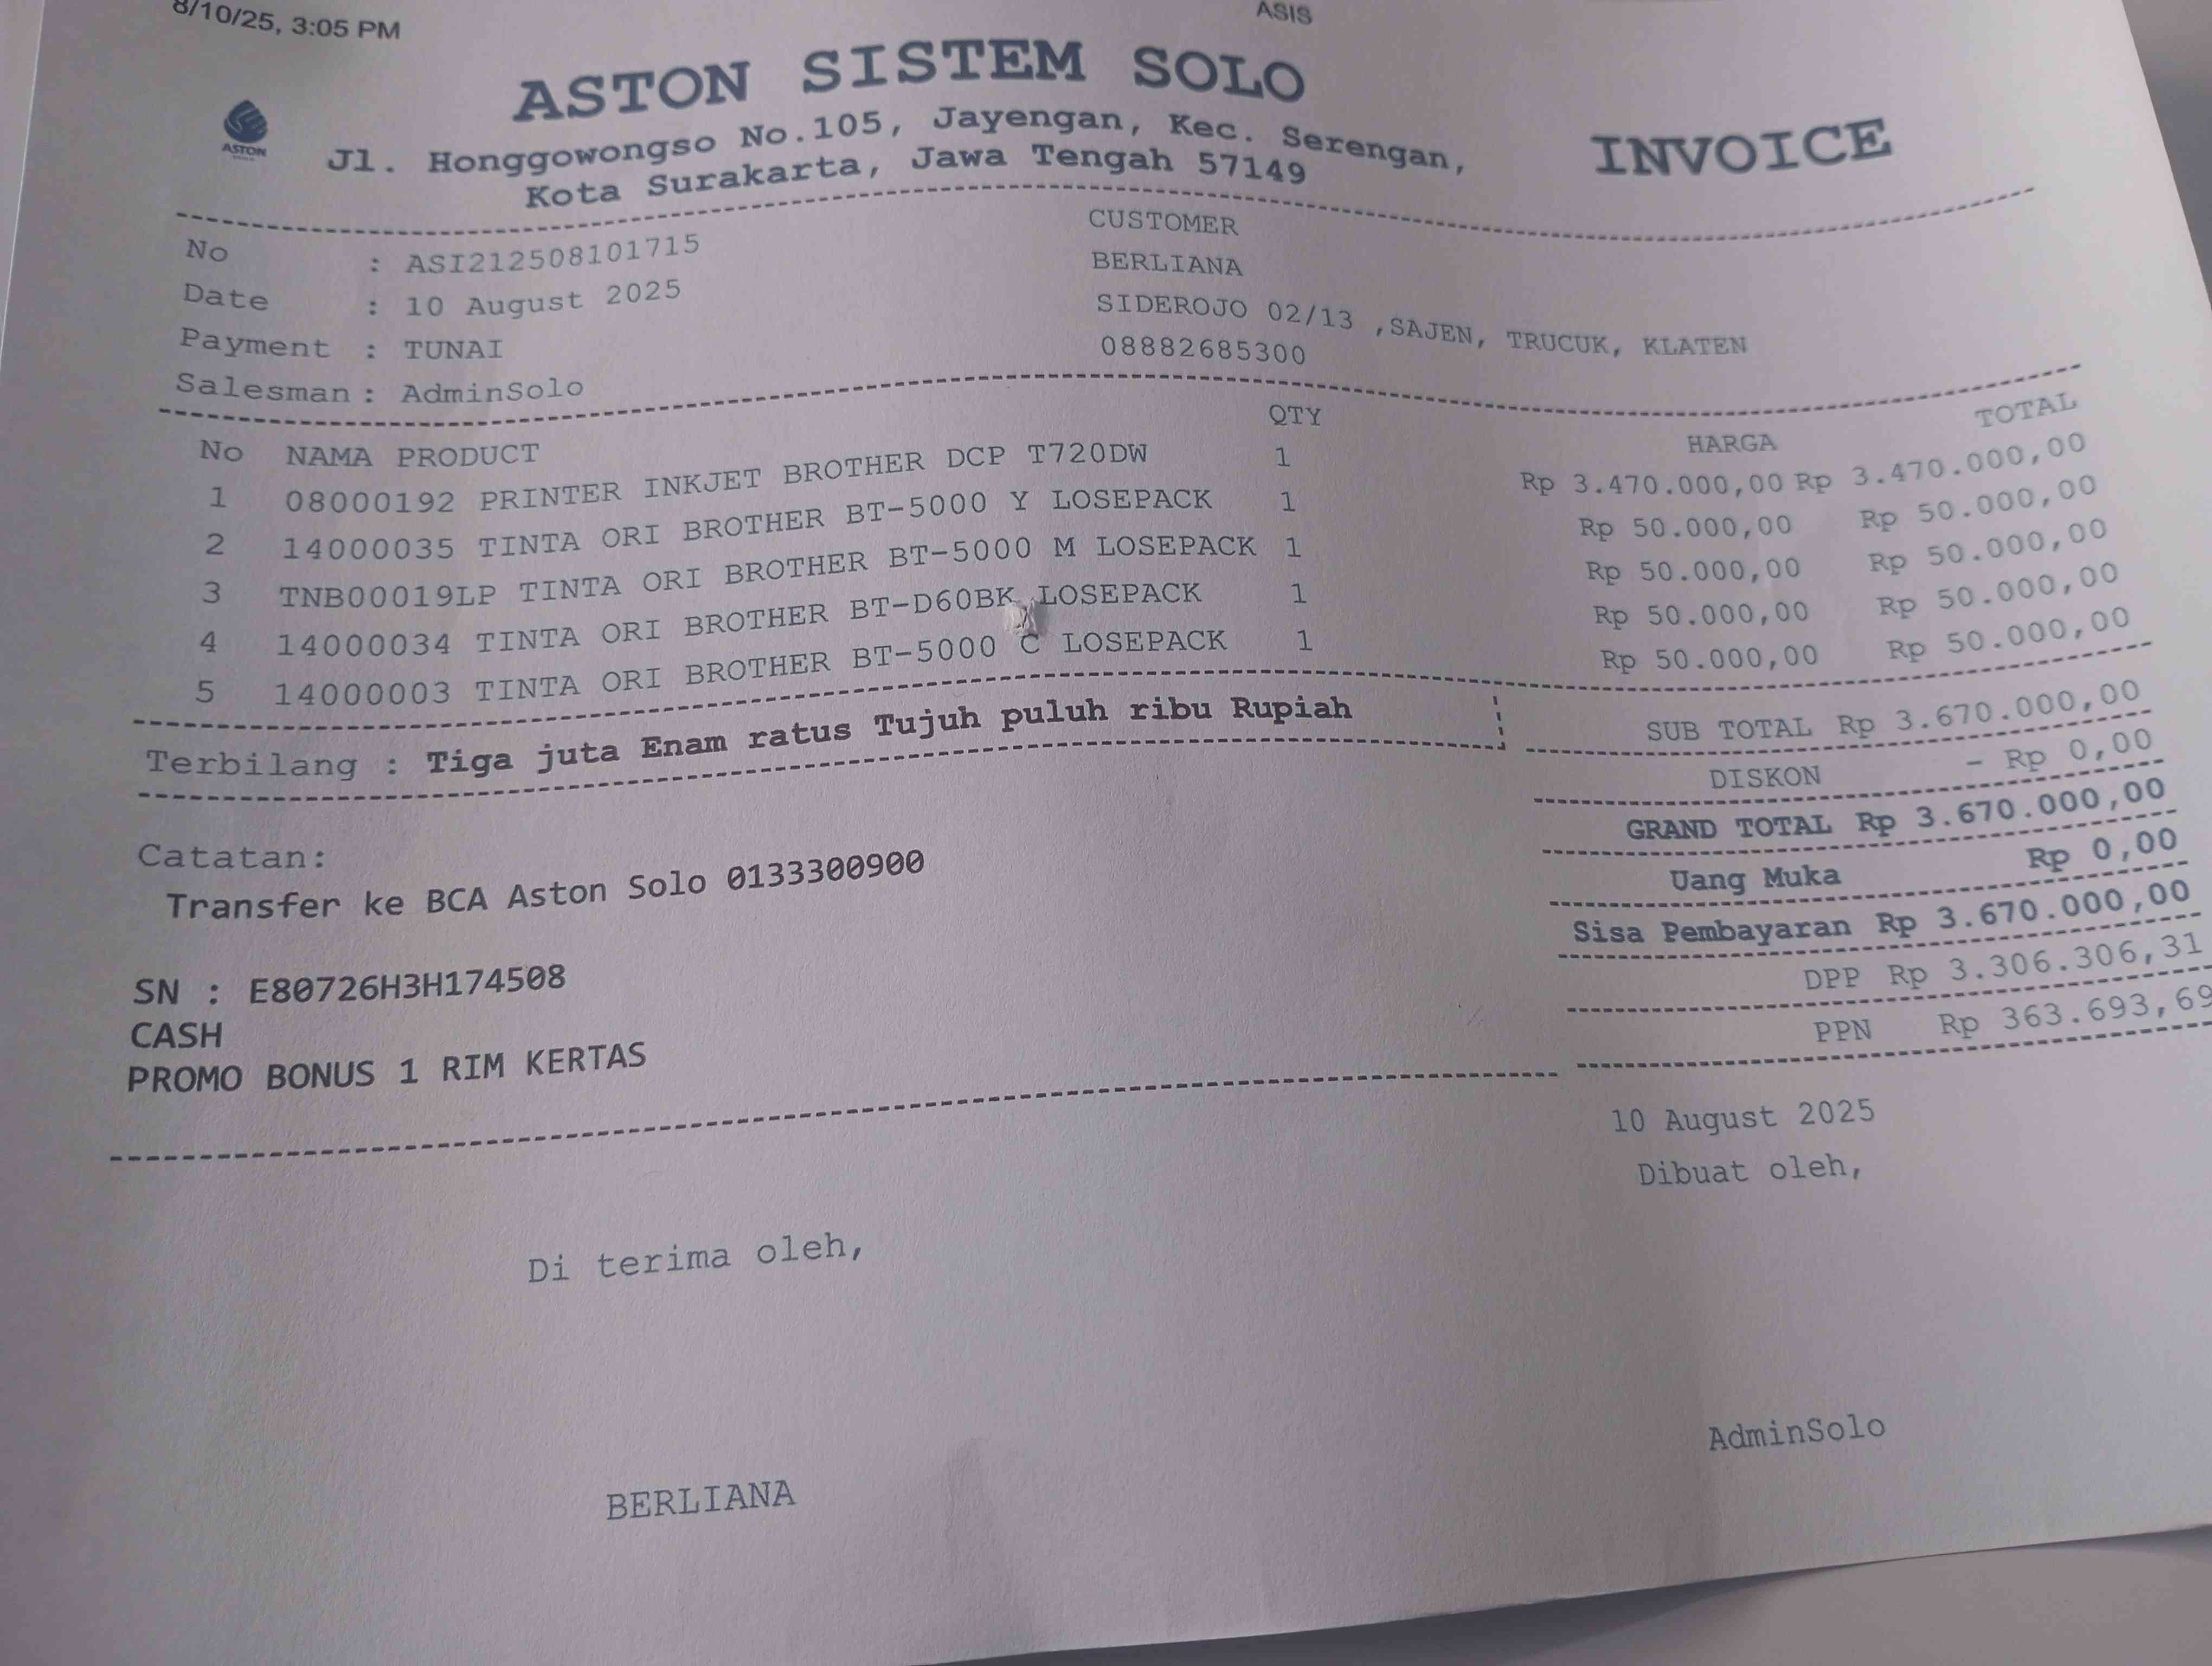 8/10/25, 3:05 PM
ASIS
ASTON SISTEM SOLO
ASTON
Jl. Honggowongso No.105, Jayengan, Kec. Serengan,
Kota Surakarta, Jawa Tengah 57149
INVOICE
No : ASI212508101715
Date : 10 August 2025
Payment : TUNAI
Salesman : AdminSolo
CUSTOMER
BERLIANA
SIDEROJO 02/13 ,SAJEN, TRUCUK, KLATEN
08882685300
No NAMA PRODUCT QTY HARGA TOTAL
1 08000192 PRINTER INKJET BROTHER DCP T720DW 1 Rp 3.470.000,00 Rp 3.470.000,00
2 14000035 TINTA ORI BROTHER BT-5000 Y LOSEPACK 1 Rp 50.000,00 Rp 50.000,00
3 TNB00019LP TINTA ORI BROTHER BT-5000 M LOSEPACK 1 Rp 50.000,00 Rp 50.000,00
4 14000034 TINTA ORI BROTHER BT-D60BK LOSEPACK 1 Rp 50.000,00 Rp 50.000,00
5 14000003 TINTA ORI BROTHER BT-5000 C LOSEPACK 1 Rp 50.000,00 Rp 50.000,00
Terbilang : Tiga juta Enam ratus Tujuh puluh ribu Rupiah
SUB TOTAL Rp 3.670.000,00
DISKON - Rp 0,00
GRAND TOTAL Rp 3.670.000,00
Uang Muka Rp 0,00
Sisa Pembayaran Rp 3.670.000,00
DPP Rp 3.306.306,31
PPN Rp 363.693,69
Catatan:
Transfer ke BCA Aston Solo 0133300900
SN : E80726H3H174508
CASH
PROMO BONUS 1 RIM KERTAS
10 August 2025
Dibuat oleh,
Di terima oleh,
AdminSolo
BERLIANA